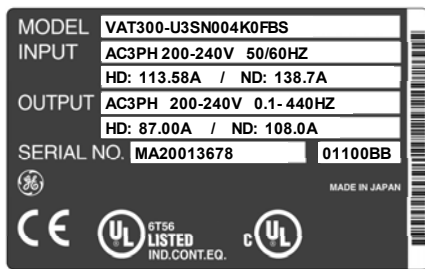 MODEL VAT300-U3SN004K0FBS
INPUT AC3PH 200-240V 50/60HZ
HD: 113.58A / ND: 138.7A
OUTPUT AC3PH 200-240V 0.1- 440HZ
HD: 87.00A / ND: 108.0A
SERIAL NO. MA20013678 01100BB
GE
MADE IN JAPAN
CE UL 6T56 LISTED IND.CONT.EQ. C UL